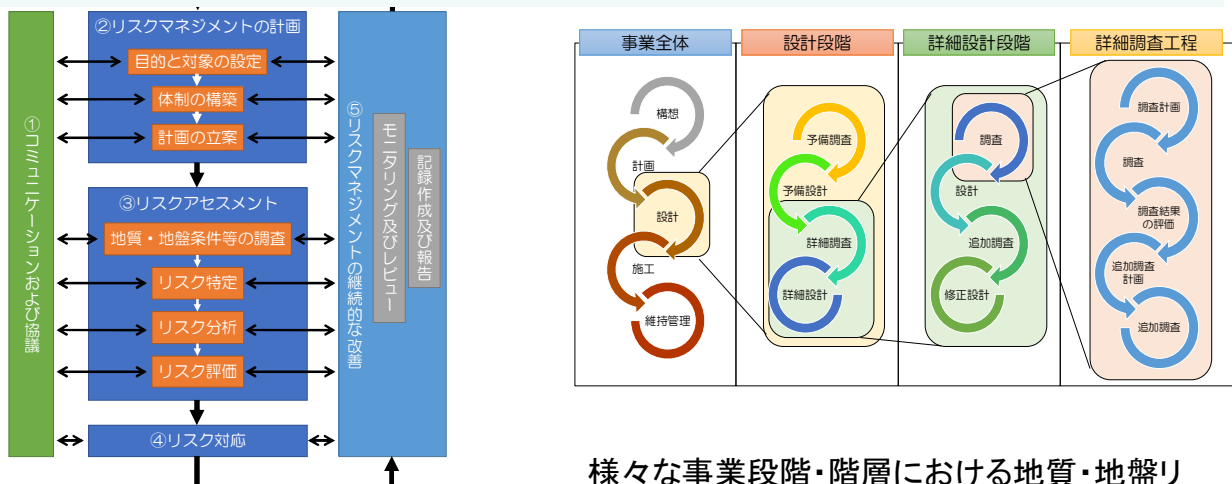 ①コミュニケーションおよび協議
②リスクマネジメントの計画
目的と対象の設定
体制の構築
計画の立案
③リスクアセスメント
地質・地盤条件等の調査
リスク特定
リスク分析
リスク評価
④リスク対応
⑤リスクマネジメントの継続的な改善
モニタリング及びレビュー
記録作成及び報告
事業全体
構想
計画
設計
施工
維持管理
設計段階
予備調査
予備設計
詳細調査
詳細設計
詳細設計段階
調査
設計
追加調査
修正設計
詳細調査工程
調査計画
調査
調査結果
の評価
追加調査
計画
追加調査
様々な事業段階・階層における地質・地盤リ